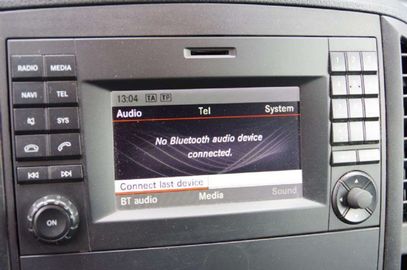 RADIO MEDIA
NAVI TEL
SYS
ON
13:04 TA TP
Audio Tel System
No Bluetooth audio device
connected.
Connect last device
BT audio Media Sound